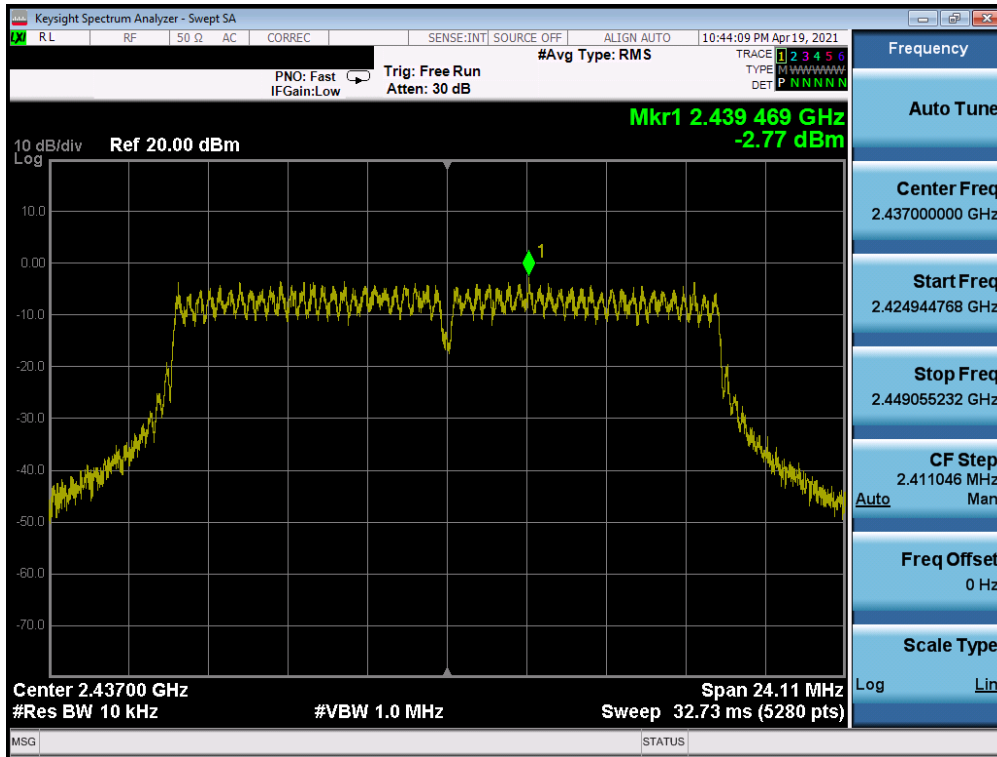 Keysight Spectrum Analyzer - Swept SA
LXI RL RF 50 Ω AC CORREC SENSE:INT SOURCE OFF ALIGN AUTO 10:44:09 PM Apr 19, 2021
#Avg Type: RMS
TRACE 1 2 3 4 5 6
PNO: Fast Trig: Free Run
TYPE M WWWWW
IFGain:Low Atten: 30 dB
DET P N N N N N
Mkr1 2.439 469 GHz
-2.77 dBm
10 dB/div Ref 20.00 dBm
Log
10.0
0.00
-10.0
-20.0
-30.0
-40.0
-50.0
-60.0
-70.0
1
Center 2.43700 GHz Span 24.11 MHz
#Res BW 10 kHz #VBW 1.0 MHz Sweep 32.73 ms (5280 pts)
MSG STATUS
Frequency
Auto Tune
Center Freq
2.437000000 GHz
Start Freq
2.424944768 GHz
Stop Freq
2.449055232 GHz
CF Step
2.411046 MHz
Auto Man
Freq Offset
0 Hz
Scale Type
Log Lin